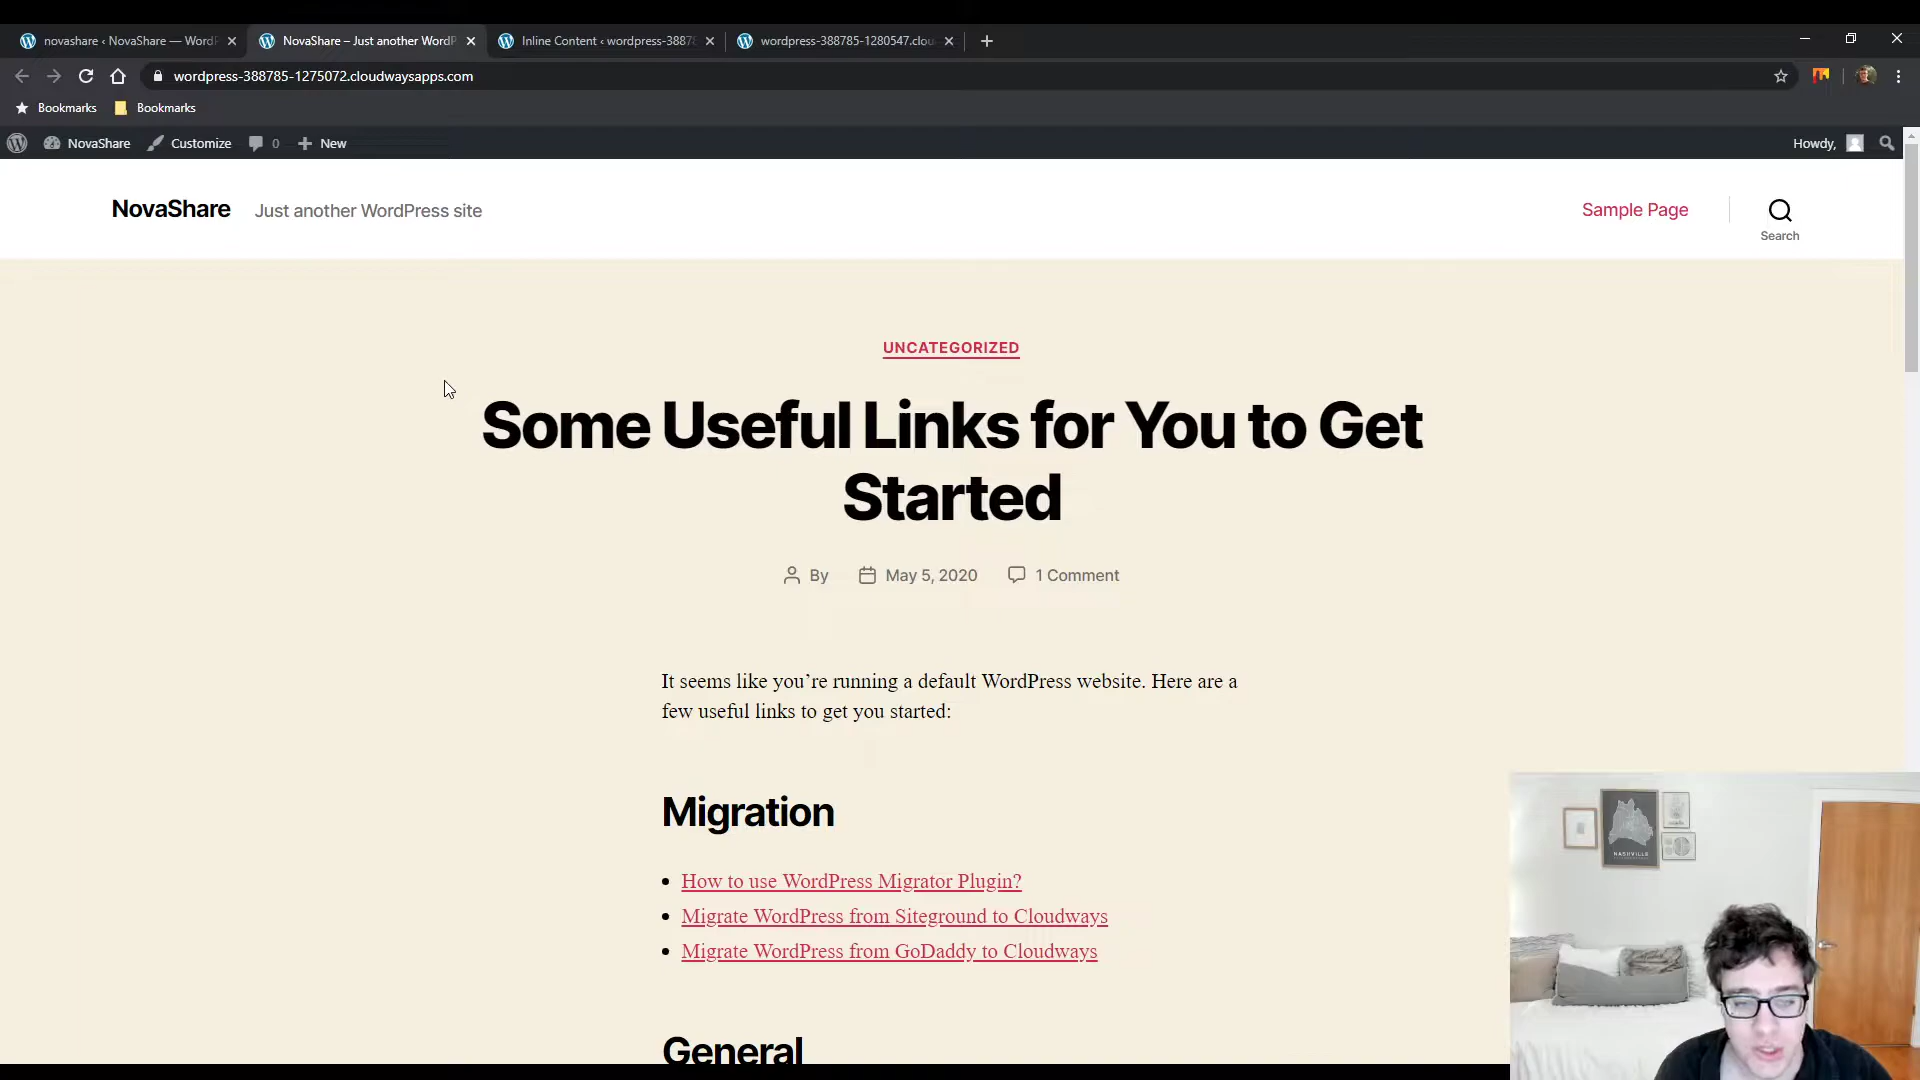 novashare ‹ NovaShare — WordP
NovaShare – Just another WordP
Inline Content ‹ wordpress-3887
wordpress-388785-1280547.clou
wordpress-388785-1275072.cloudwaysapps.com
Bookmarks
Bookmarks
NovaShare
Customize
0
New
Howdy,
NovaShare
Just another WordPress site
Sample Page
Search
UNCATEGORIZED
Some Useful Links for You to Get
Started
By
May 5, 2020
1 Comment
It seems like you’re running a default WordPress website. Here are a
few useful links to get you started:
Migration
How to use WordPress Migrator Plugin?
Migrate WordPress from Siteground to Cloudways
Migrate WordPress from GoDaddy to Cloudways
General
NASHVILLE